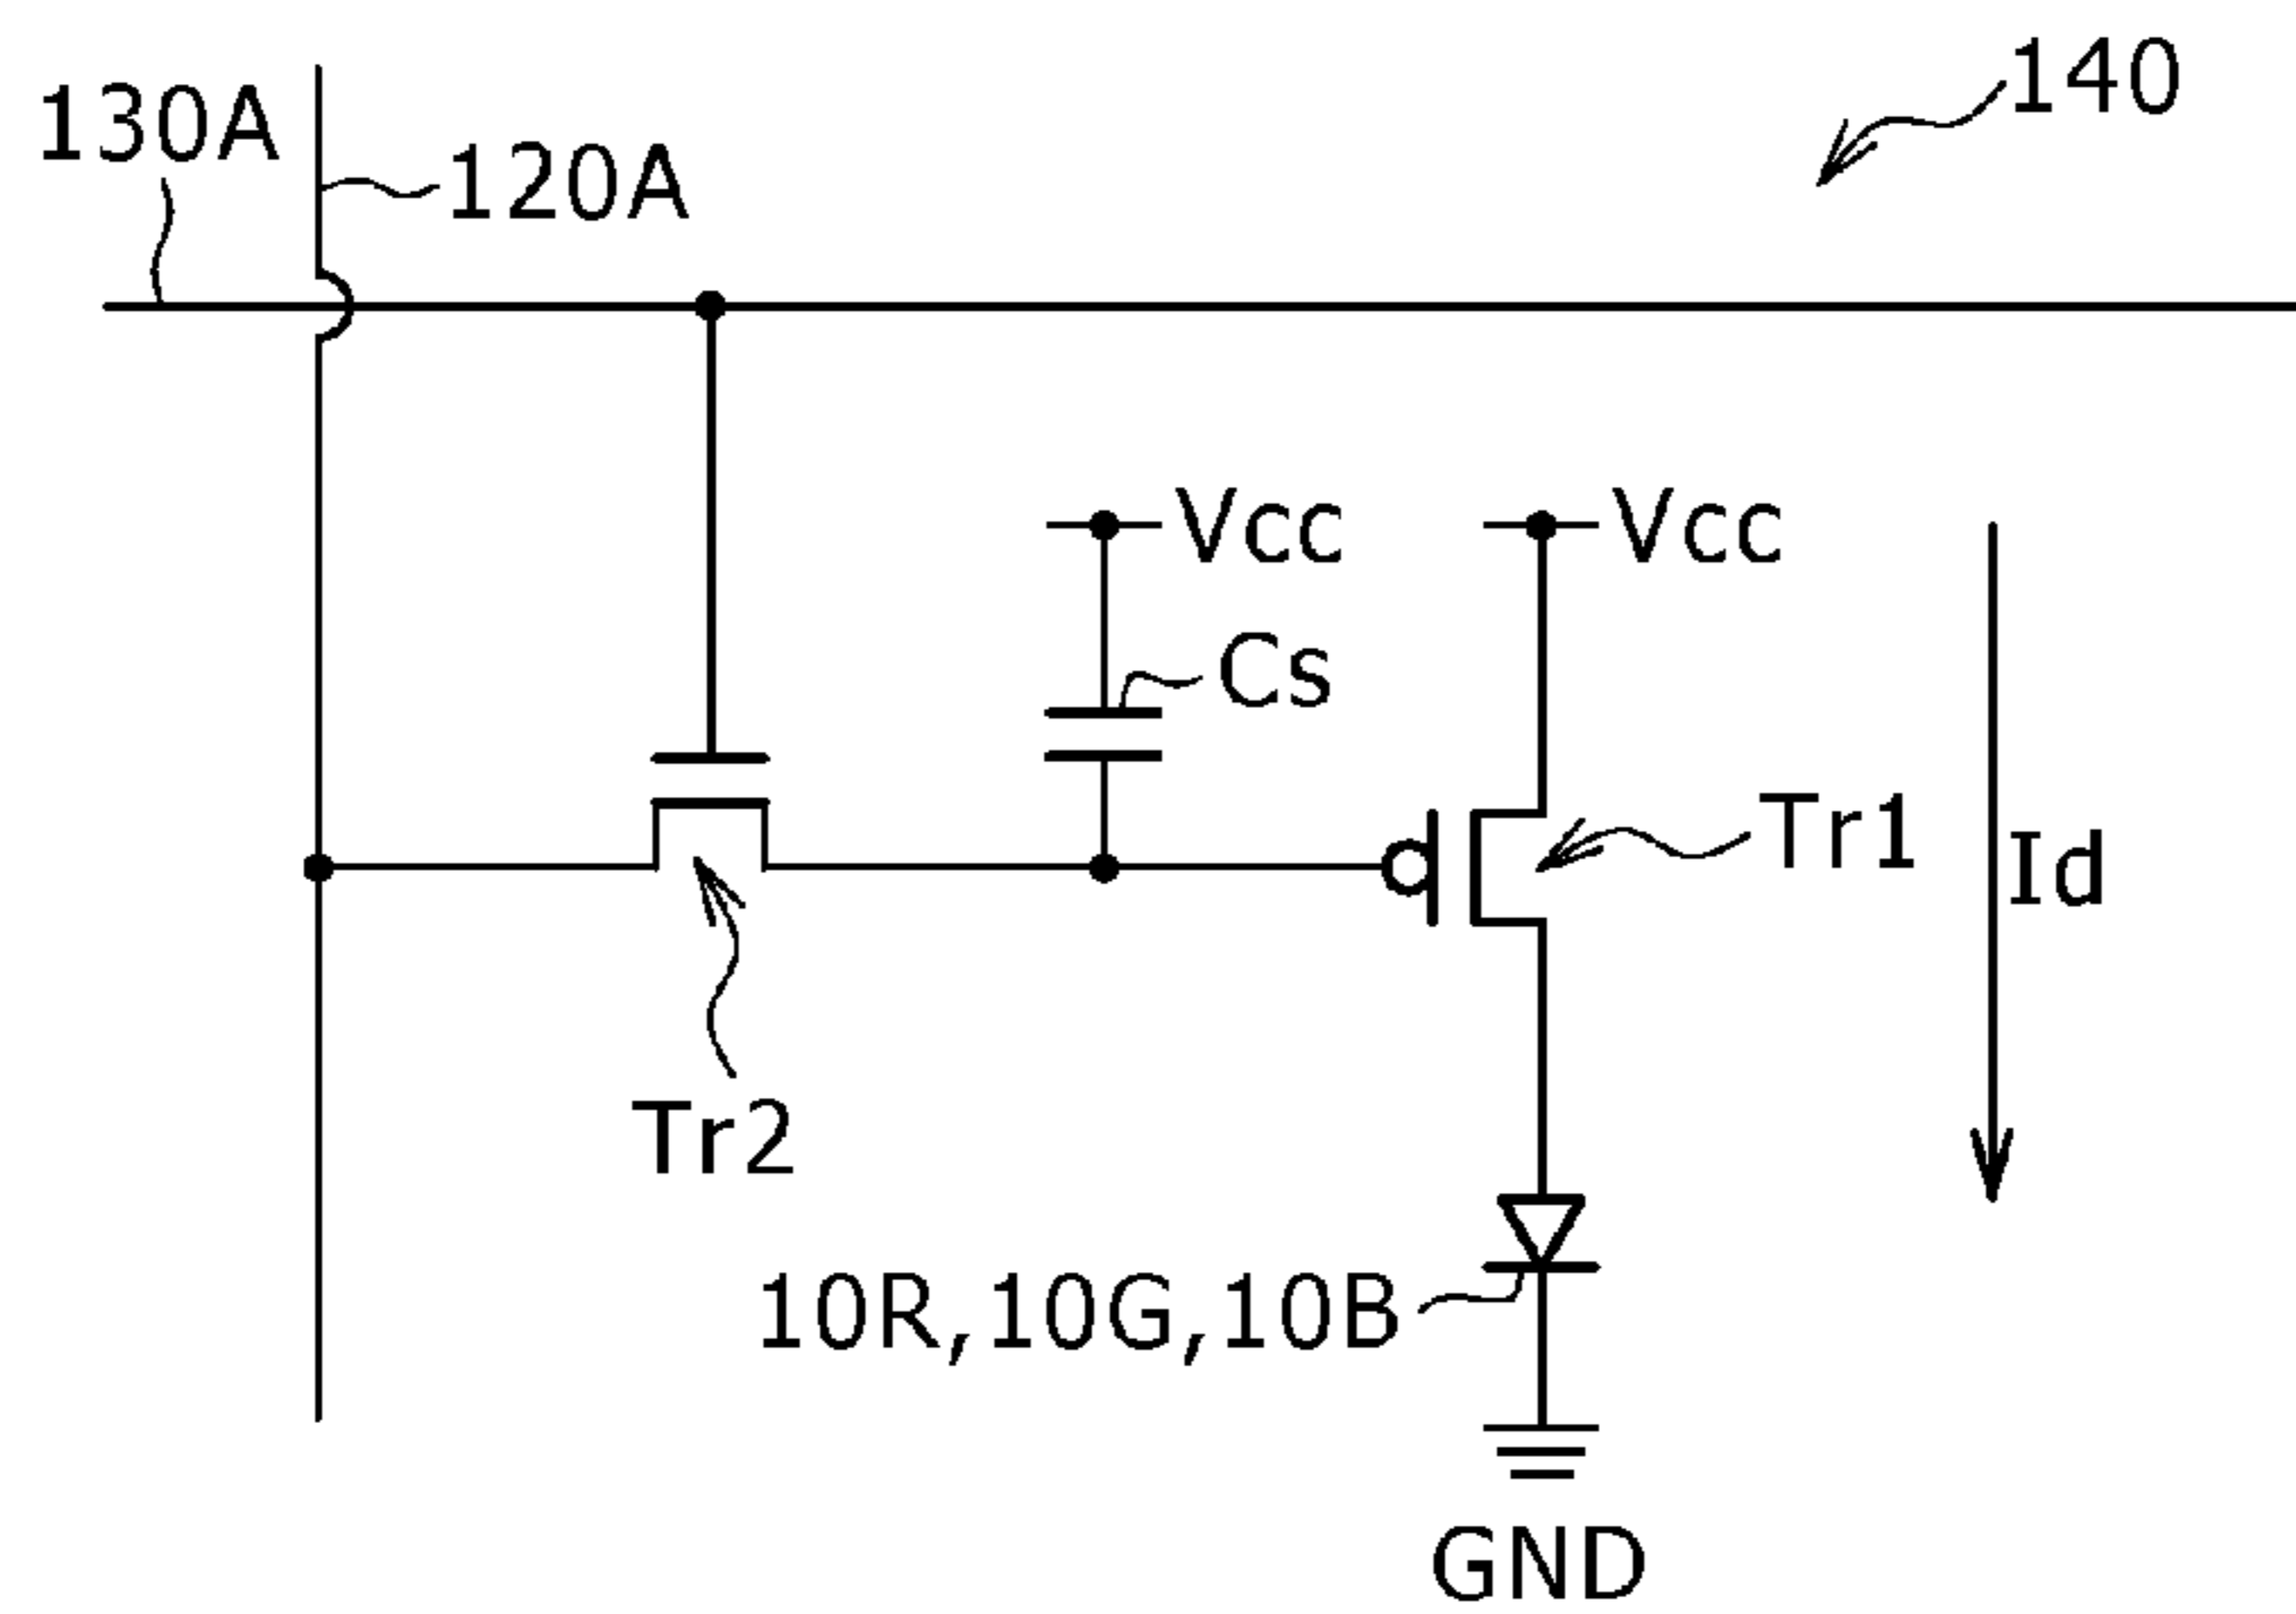 140
130A
120A
Vcc
Vcc
Cs
Tr1
Id
Tr2
10R,10G,10B
GND